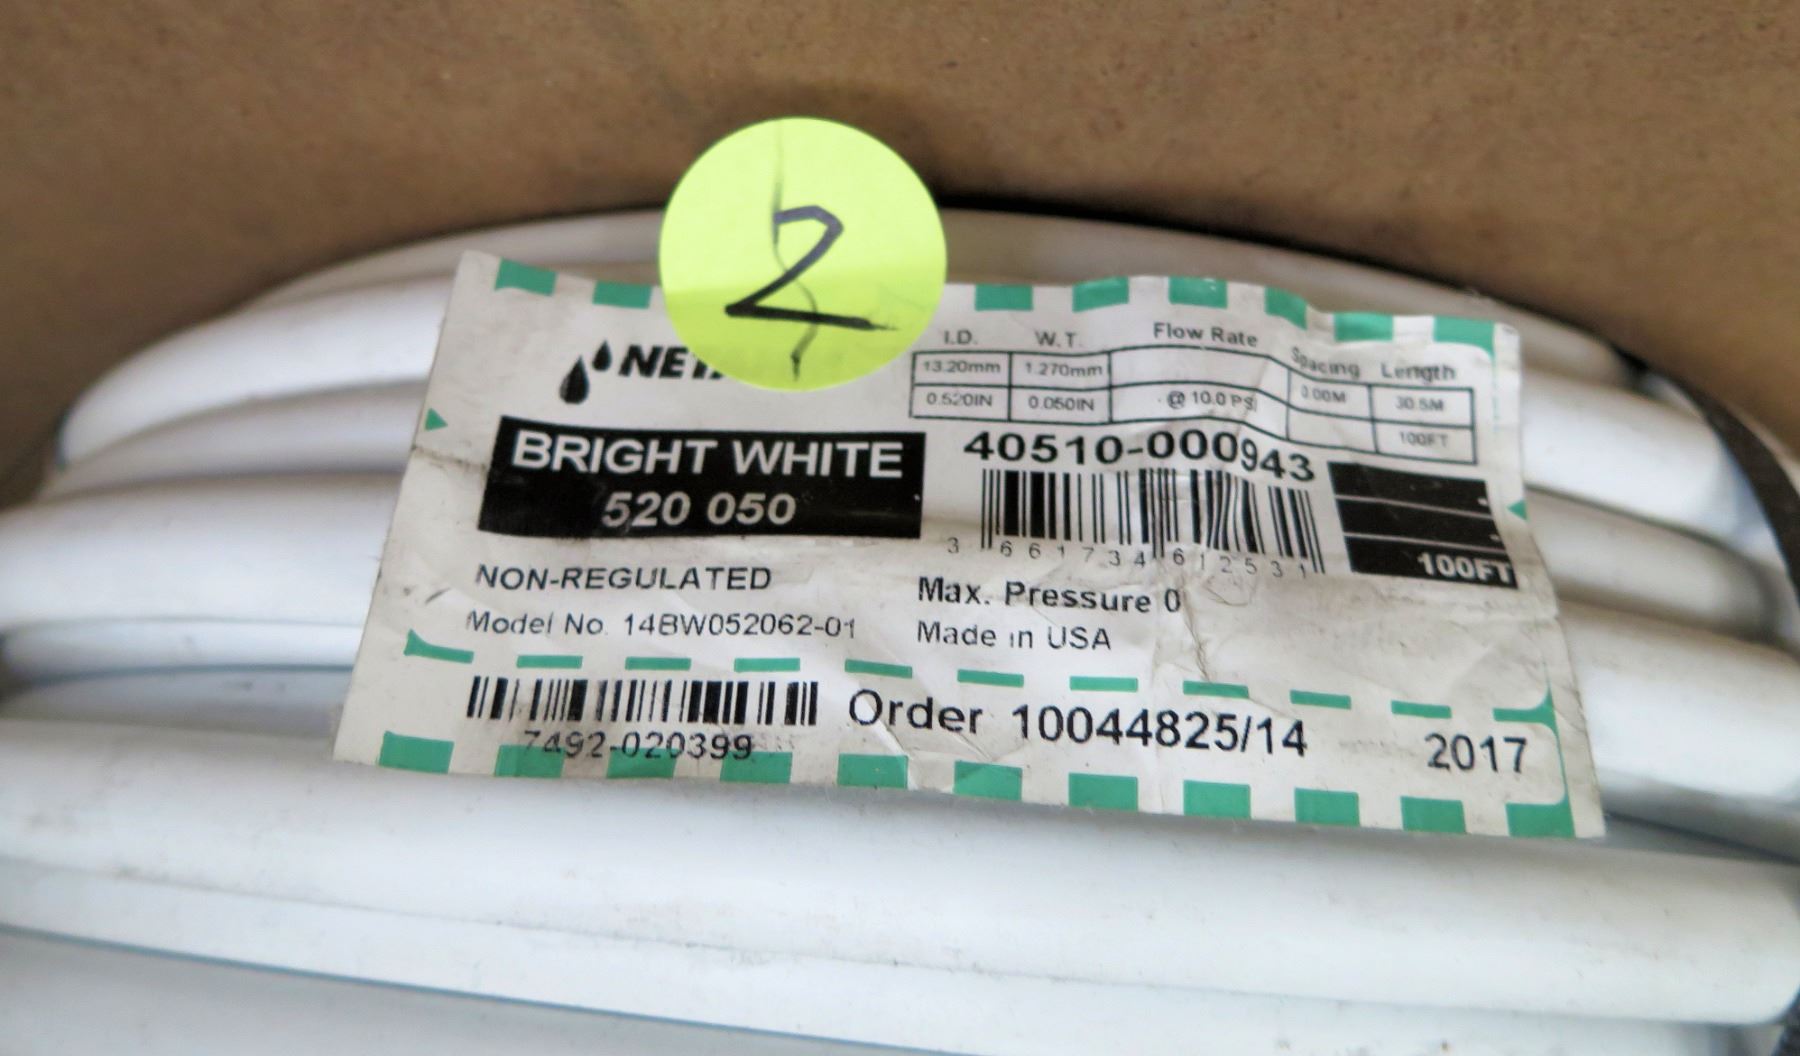 2
I.D. W.T. Flow Rate Spacing Length
13.20mm 1.270mm 0.00M 30.5M
0.520IN 0.050IN @ 10.0 PSI 100FT
BRIGHT WHITE
520 050
40510-000943
3 661734 612531
100FT
NON-REGULATED
Max. Pressure 0
Model No. 14BW052062-01
Made in USA
7492-020399
Order 10044825/14
2017